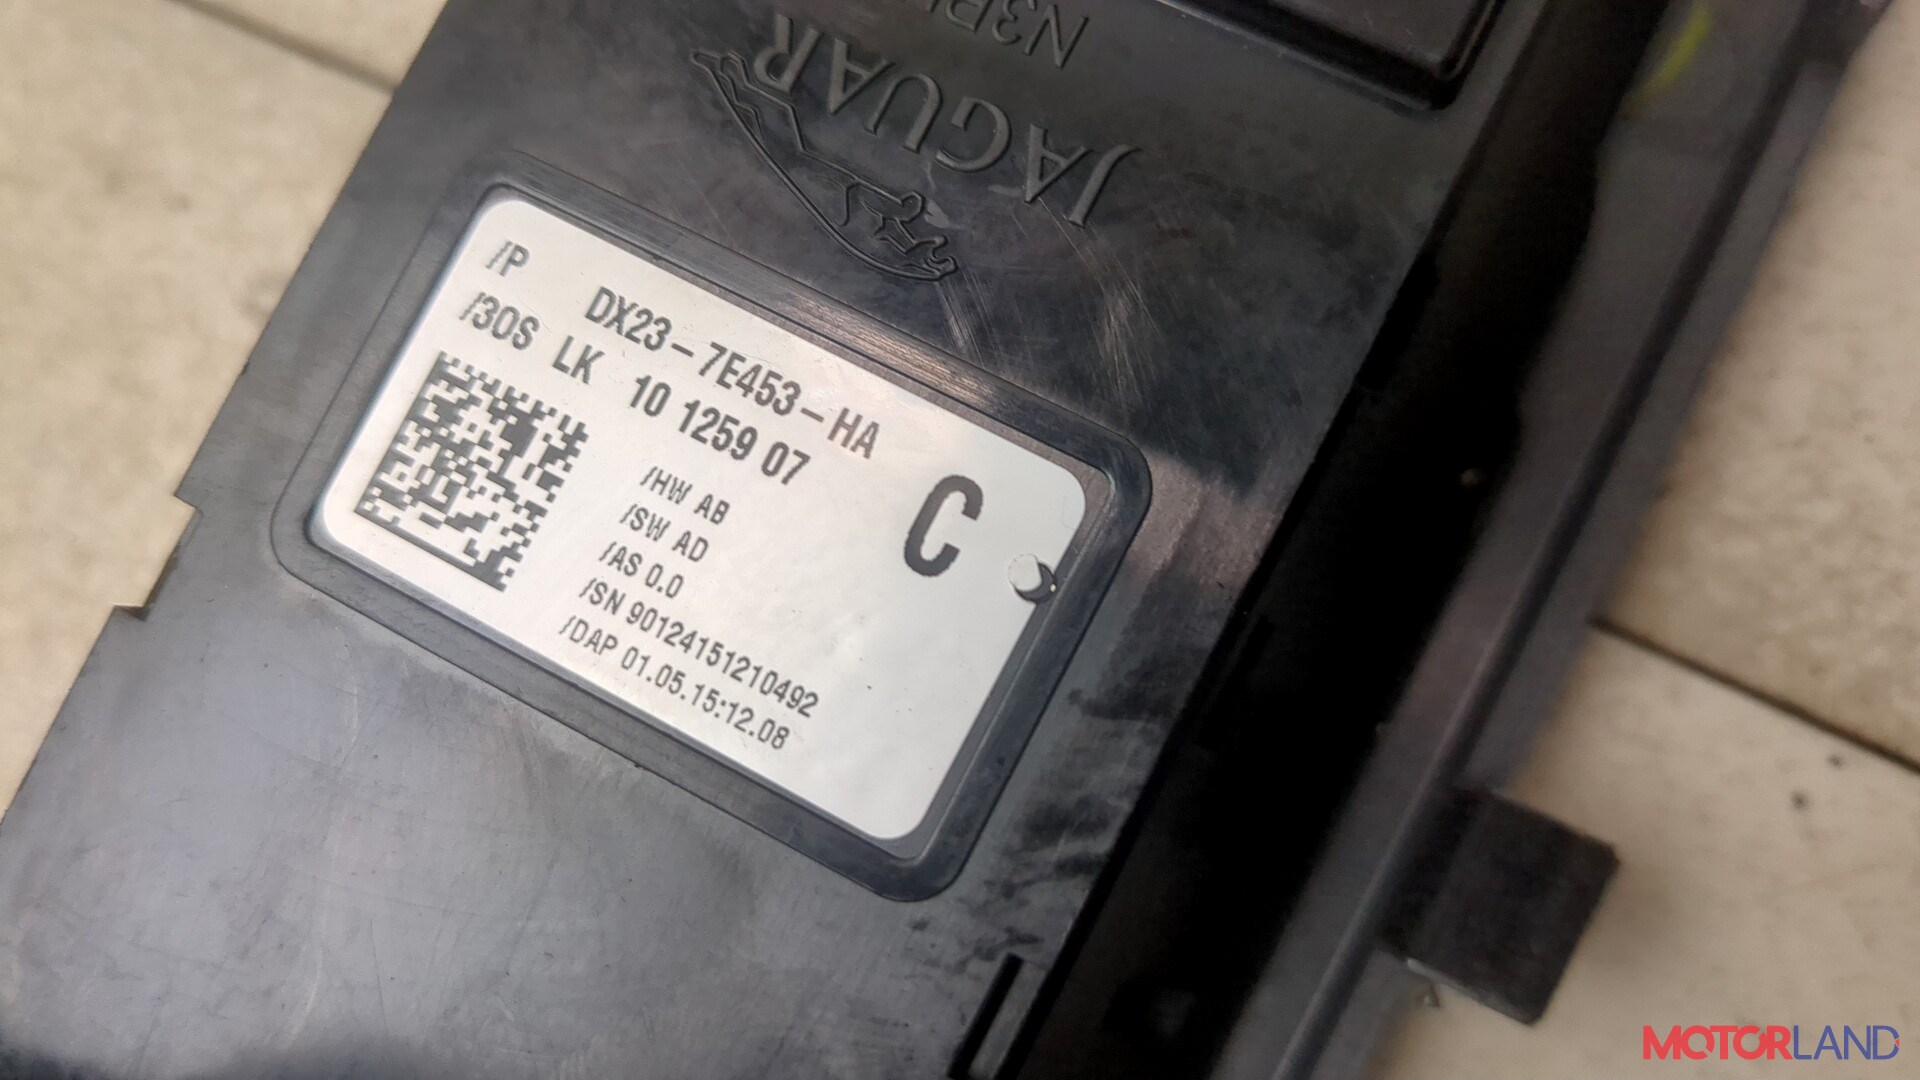 JAGUAR
/P DX23-7E453-HA
/3OS LK 10 1259 07
C
/HW AB
/SW AD
/AS 0.0
/SN 90124151210492
/DAP 01.05.15:12.08
MOTORLAND